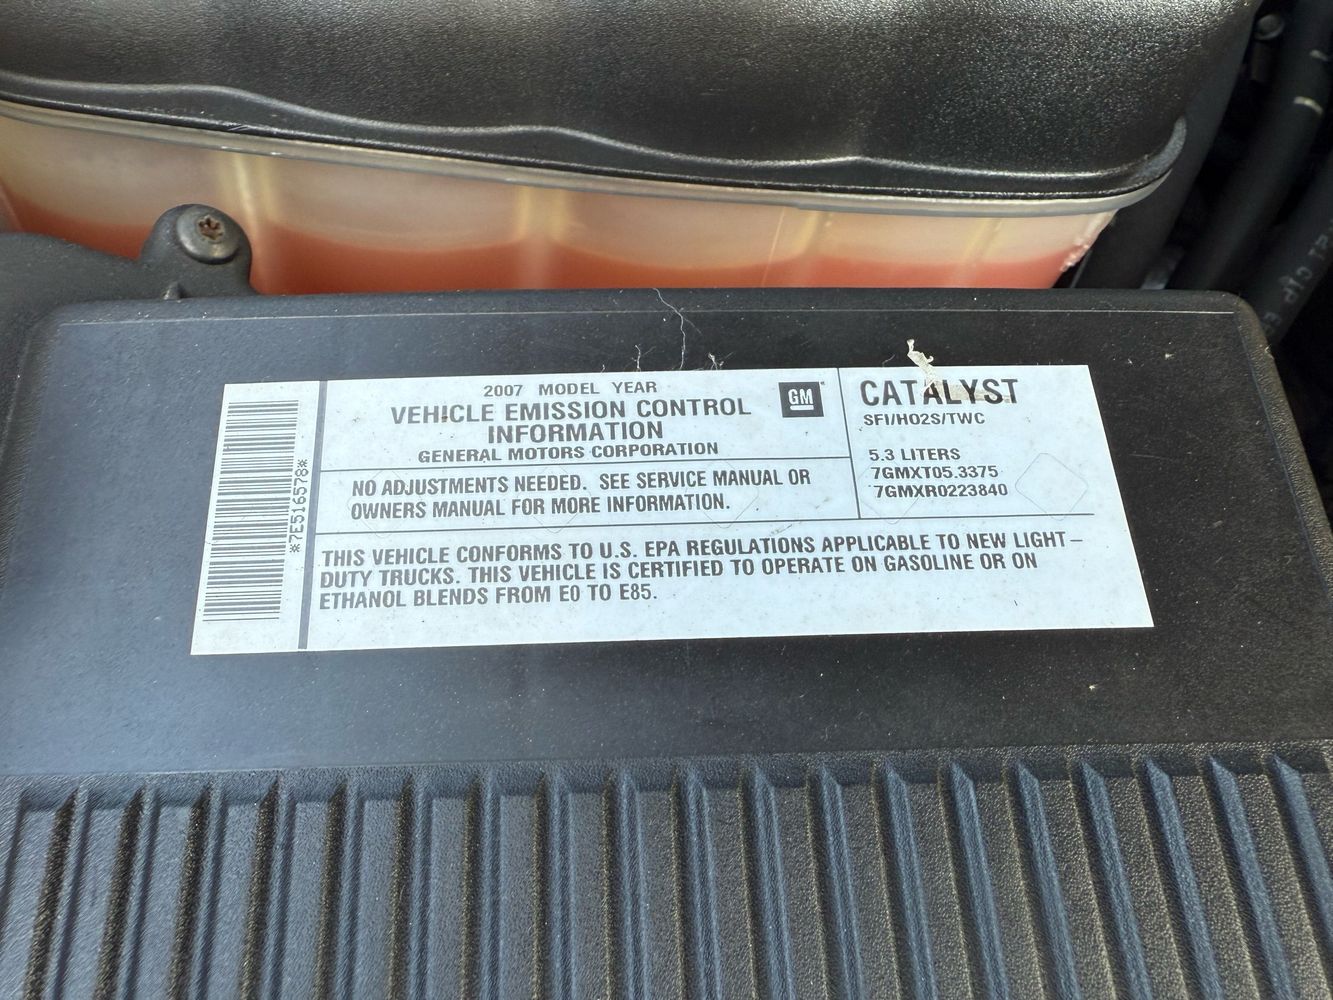 2007 MODEL YEAR
VEHICLE EMISSION CONTROL
INFORMATION
GENERAL MOTORS CORPORATION
GM
CATALYST
SFI/HO2S/TWC
5.3 LITERS
7GMXT05.3375
7GMXR0223840
*7E516578*
NO ADJUSTMENTS NEEDED. SEE SERVICE MANUAL OR
OWNERS MANUAL FOR MORE INFORMATION.
THIS VEHICLE CONFORMS TO U.S. EPA REGULATIONS APPLICABLE TO NEW LIGHT–
DUTY TRUCKS. THIS VEHICLE IS CERTIFIED TO OPERATE ON GASOLINE OR ON
ETHANOL BLENDS FROM E0 TO E85.